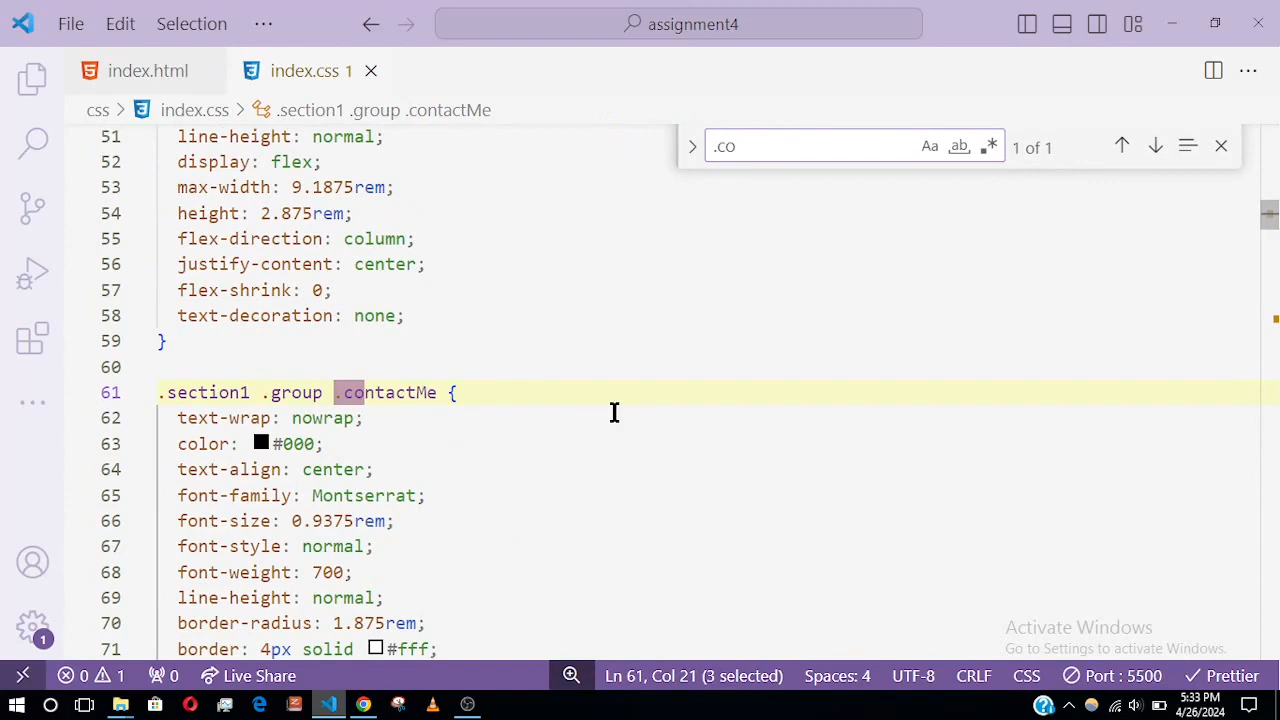 File Edit Selection ··· assignment4
index.html index.css 1
css > index.css > .section1 .group .contactMe
.co Aa ab .* 1 of 1
51 line-height: normal;
52 display: flex;
53 max-width: 9.1875rem;
54 height: 2.875rem;
55 flex-direction: column;
56 justify-content: center;
57 flex-shrink: 0;
58 text-decoration: none;
59 }
60
61 .section1 .group .contactMe {
62 text-wrap: nowrap;
63 color: #000;
64 text-align: center;
65 font-family: Montserrat;
66 font-size: 0.9375rem;
67 font-style: normal;
68 font-weight: 700;
69 line-height: normal;
70 border-radius: 1.875rem;
71 border: 4px solid #fff;
1
Activate Windows
Go to Settings to activate Windows.
0 1 0 Live Share Ln 61, Col 21 (3 selected) Spaces: 4 UTF-8 CRLF CSS Port : 5500 Prettier
5:33 PM
4/26/2024